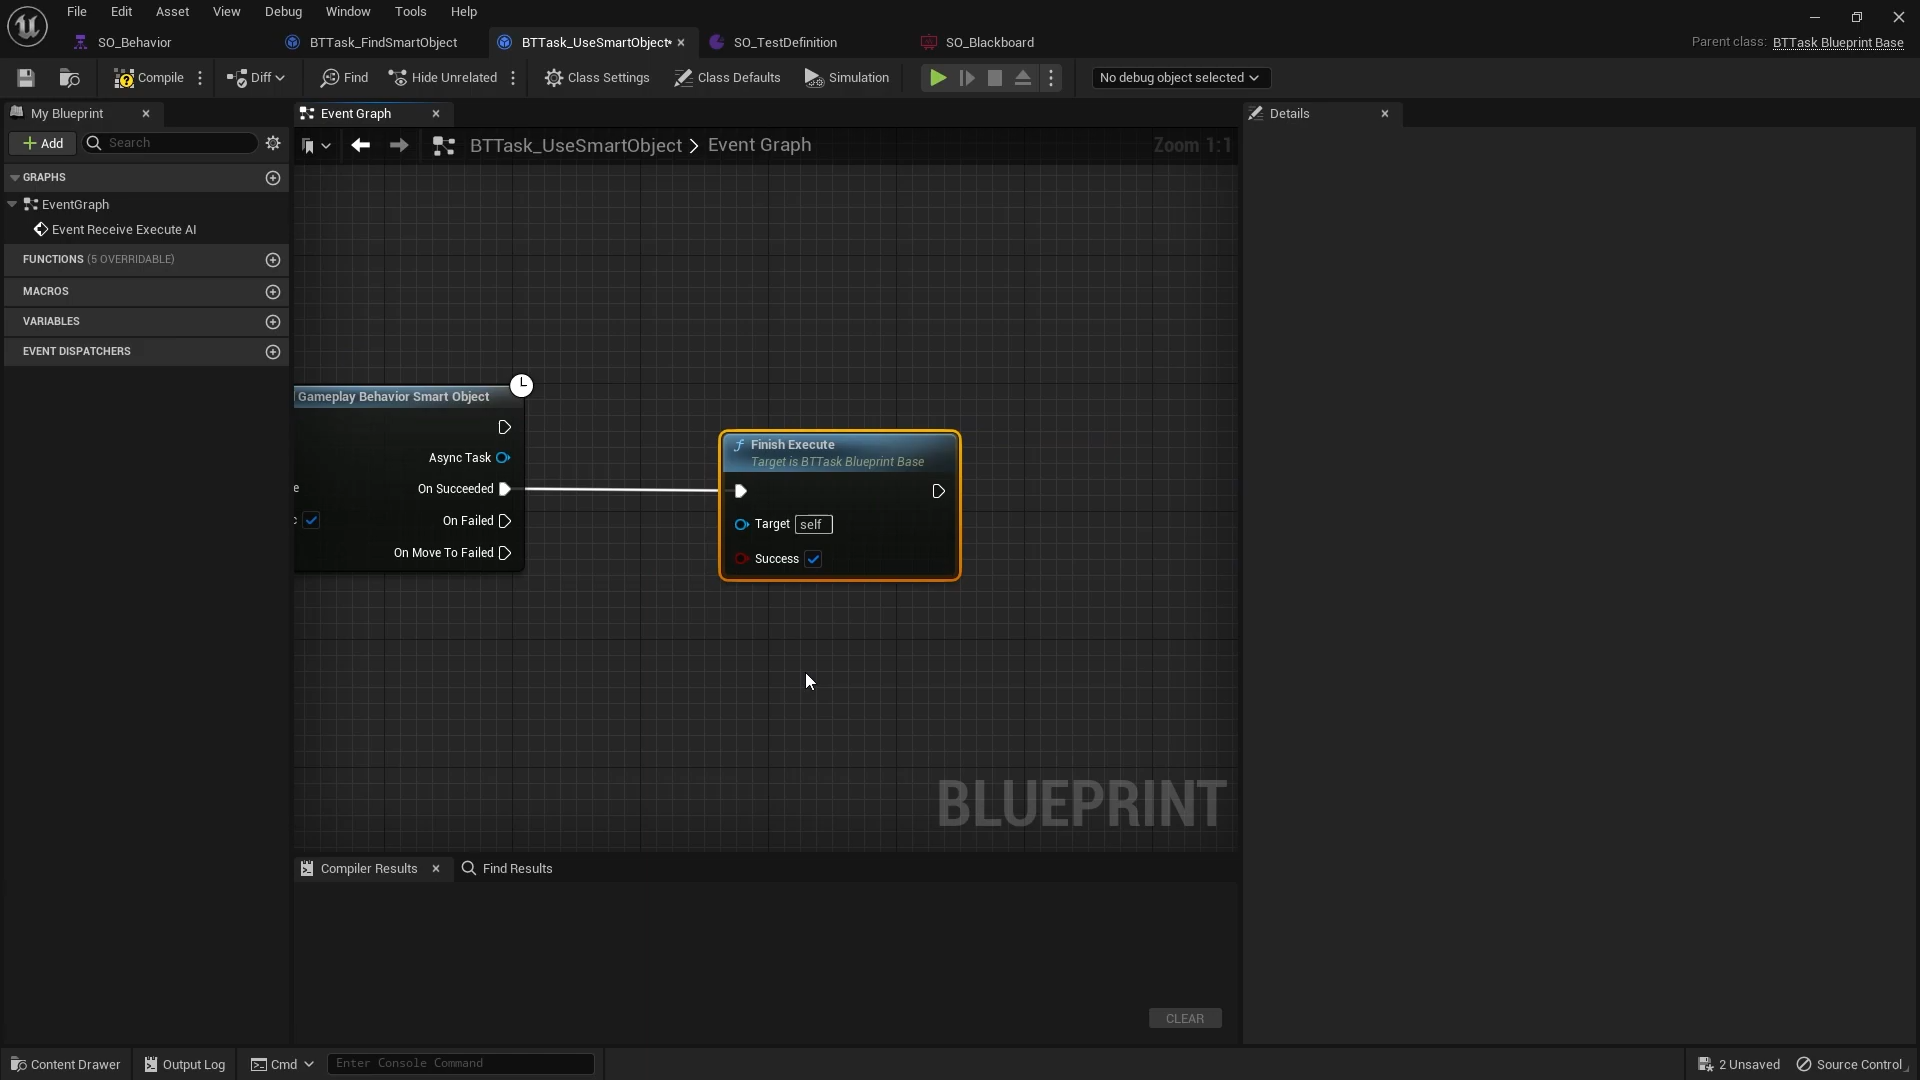 File Edit Asset View Debug Window Tools Help
SO_Behavior
BTTask_FindSmartObject
BTTask_UseSmartObject*
SO_TestDefinition
SO_Blackboard
Parent class: BTTask Blueprint Base
Compile
Diff
Find
Hide Unrelated
Class Settings
Class Defaults
Simulation
No debug object selected
My Blueprint
Event Graph
Details
Add
Search
BTTask_UseSmartObject > Event Graph
Zoom 1:1
GRAPHS
EventGraph
Event Receive Execute AI
FUNCTIONS (5 OVERRIDABLE)
MACROS
VARIABLES
EVENT DISPATCHERS
Gameplay Behavior Smart Object
Async Task
On Succeeded
On Failed
On Move To Failed
e
c
f Finish Execute
Target is BTTask Blueprint Base
Target self
Success
BLUEPRINT
Compiler Results
Find Results
CLEAR
Content Drawer
Output Log
Cmd
Enter Console Command
2 Unsaved
Source Control